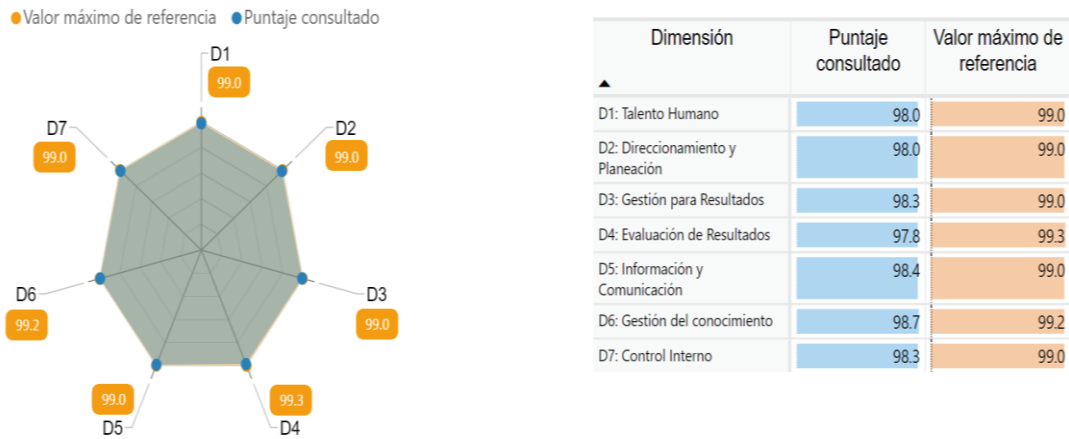 Valor máximo de referencia Puntaje consultado
D1
99.0
D7
99.0
D2
99.0
D6
99.2
D3
99.0
99.0
D5
99.3
D4
Dimensión Puntaje consultado Valor máximo de referencia
D1: Talento Humano 98.0 99.0
D2: Direccionamiento y
Planeación 98.0 99.0
D3: Gestión para Resultados 98.3 99.0
D4: Evaluación de Resultados 97.8 99.3
D5: Información y
Comunicación 98.4 99.0
D6: Gestión del conocimiento 98.7 99.2
D7: Control Interno 98.3 99.0